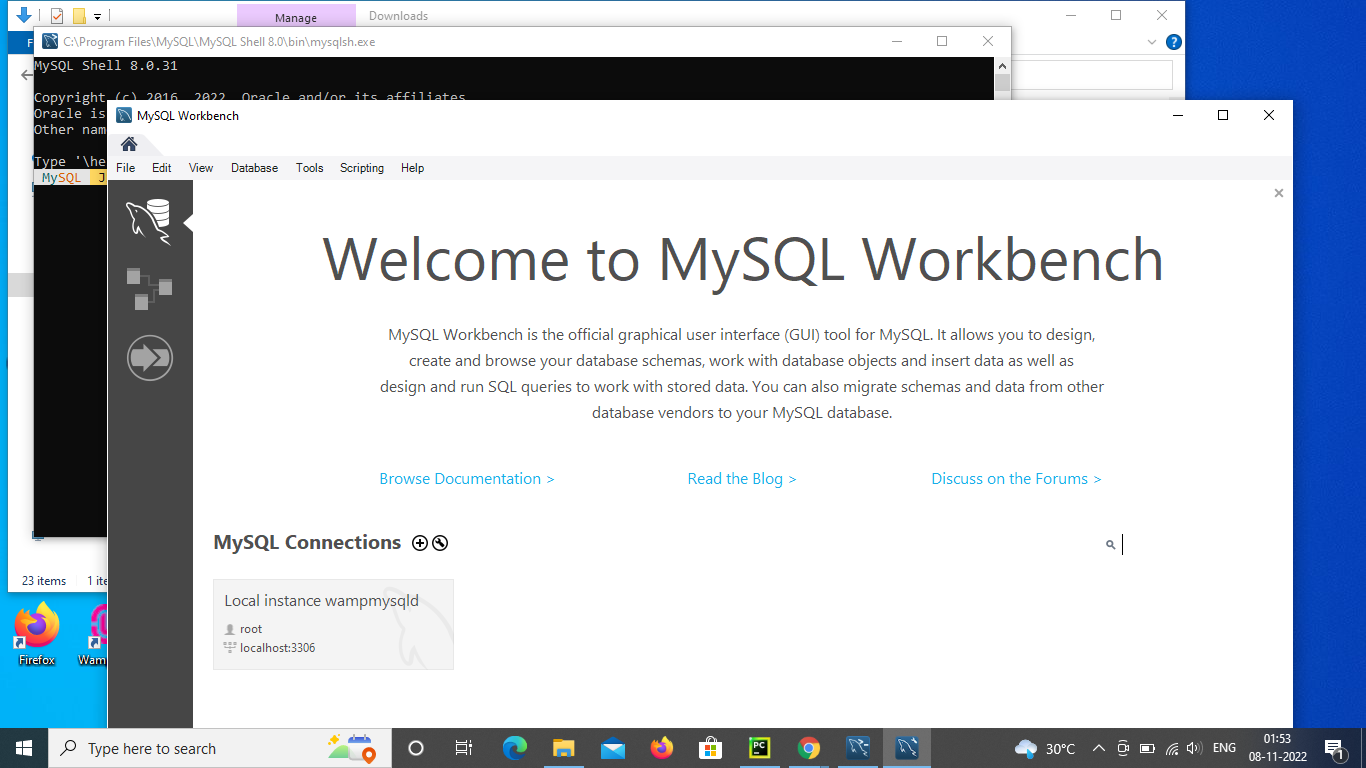 Manage
Downloads
F
C:\Program Files\MySQL\MySQL Shell 8.0\bin\mysqlsh.exe
MySQL Shell 8.0.31
Copyright (c) 2016, 2022, Oracle and/or its affiliates
Oracle is
Other nam
Type '\he
MySQL J
MySQL Workbench
File Edit View Database Tools Scripting Help
Welcome to MySQL Workbench
MySQL Workbench is the official graphical user interface (GUI) tool for MySQL. It allows you to design,
create and browse your database schemas, work with database objects and insert data as well as
design and run SQL queries to work with stored data. You can also migrate schemas and data from other
database vendors to your MySQL database.
Browse Documentation > Read the Blog > Discuss on the Forums >
MySQL Connections
Local instance wampmysqld
root
localhost:3306
23 items 1 ite
Firefox
Wam
Type here to search
PC
30°C
ENG
01:53
08-11-2022
1